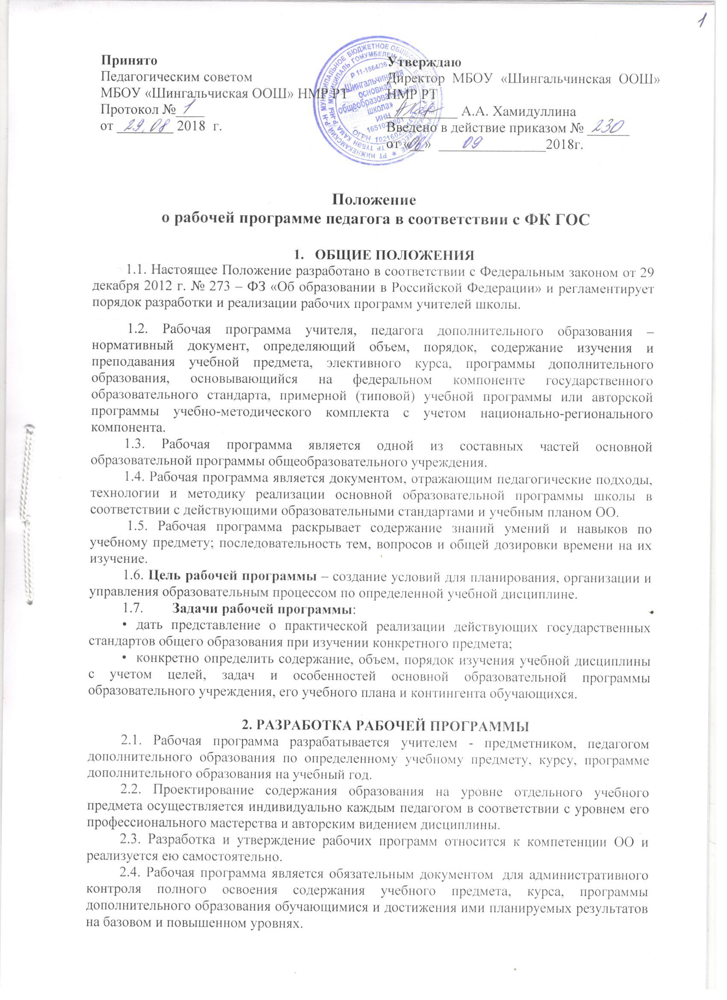 1
Принято
Педагогическим советом
МБОУ «Шингальчиская ООШ» НМР РТ
Протокол № 1
от 29.08 2018 г.
Утверждаю
Директор МБОУ «Шингальчинская ООШ»
НМР РТ
А.А. Хамидуллина
Введено в действие приказом № 230
от «06» 09 2018г.
Р 11-1564/36
«Шингальчинская
основная
общеобразовательная
школа»
ИНН
Положение
о рабочей программе педагога в соответствии с ФК ГОС
1. ОБЩИЕ ПОЛОЖЕНИЯ
1.1. Настоящее Положение разработано в соответствии с Федеральным законом от 29
декабря 2012 г. № 273 – ФЗ «Об образовании в Российской Федерации» и регламентирует
порядок разработки и реализации рабочих программ учителей школы.
1.2. Рабочая программа учителя, педагога дополнительного образования –
нормативный документ, определяющий объем, порядок, содержание изучения и
преподавания учебной предмета, элективного курса, программы дополнительного
образования, основывающийся на федеральном компоненте государственного
образовательного стандарта, примерной (типовой) учебной программы или авторской
программы учебно-методического комплекта с учетом национально-регионального
компонента.
1.3. Рабочая программа является одной из составных частей основной
образовательной программы общеобразовательного учреждения.
1.4. Рабочая программа является документом, отражающим педагогические подходы,
технологии и методику реализации основной образовательной программы школы в
соответствии с действующими образовательными стандартами и учебным планом ОО.
1.5. Рабочая программа раскрывает содержание знаний умений и навыков по
учебному предмету; последовательность тем, вопросов и общей дозировки времени на их
изучение.
1.6. Цель рабочей программы – создание условий для планирования, организации и
управления образовательным процессом по определенной учебной дисциплине.
1.7. Задачи рабочей программы:
• дать представление о практической реализации действующих государственных
стандартов общего образования при изучении конкретного предмета;
• конкретно определить содержание, объем, порядок изучения учебной дисциплины
с учетом целей, задач и особенностей основной образовательной программы
образовательного учреждения, его учебного плана и контингента обучающихся.
2. РАЗРАБОТКА РАБОЧЕЙ ПРОГРАММЫ
2.1. Рабочая программа разрабатывается учителем - предметником, педагогом
дополнительного образования по определенному учебному предмету, курсу, программе
дополнительного образования на учебный год.
2.2. Проектирование содержания образования на уровне отдельного учебного
предмета осуществляется индивидуально каждым педагогом в соответствии с уровнем его
профессионального мастерства и авторским видением дисциплины.
2.3. Разработка и утверждение рабочих программ относится к компетенции ОО и
реализуется ею самостоятельно.
2.4. Рабочая программа является обязательным документом для административного
контроля полного освоения содержания учебного предмета, курса, программы
дополнительного образования обучающимися и достижения ими планируемых результатов
на базовом и повышенном уровнях.